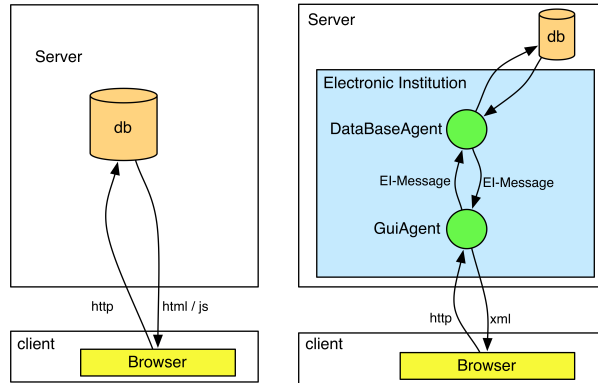 Server
db
http
html / js
client
Browser
Server
db
Electronic Institution
DataBaseAgent
EI-Message
EI-Message
GuiAgent
http
xml
client
Browser